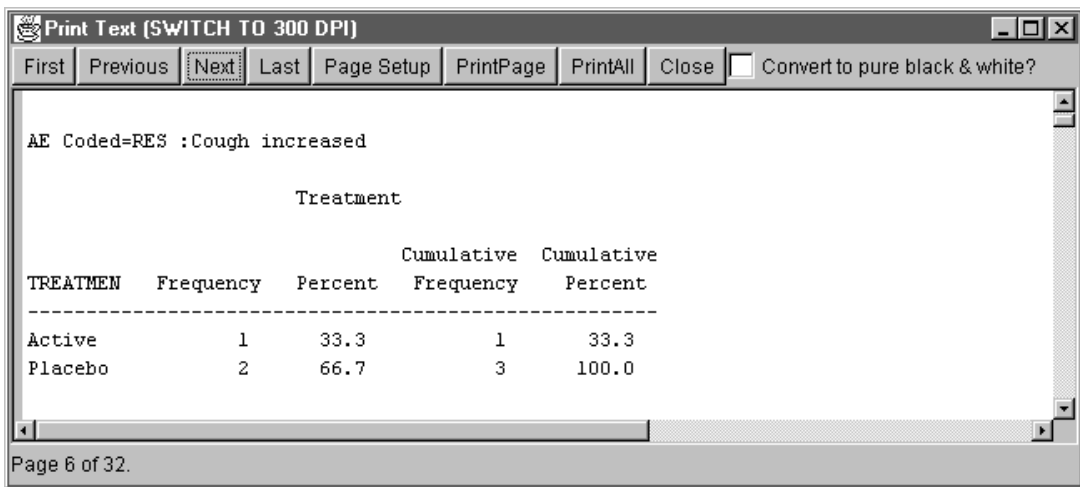 Print Text (SWITCH TO 300 DPI)
First Previous Next Last Page Setup PrintPage PrintAll Close Convert to pure black & white?
AE Coded=RES :Cough increased
Treatment
Cumulative Cumulative
TREATMEN Frequency Percent Frequency Percent
------------------------------------------------------
Active 1 33.3 1 33.3
Placebo 2 66.7 3 100.0
Page 6 of 32.